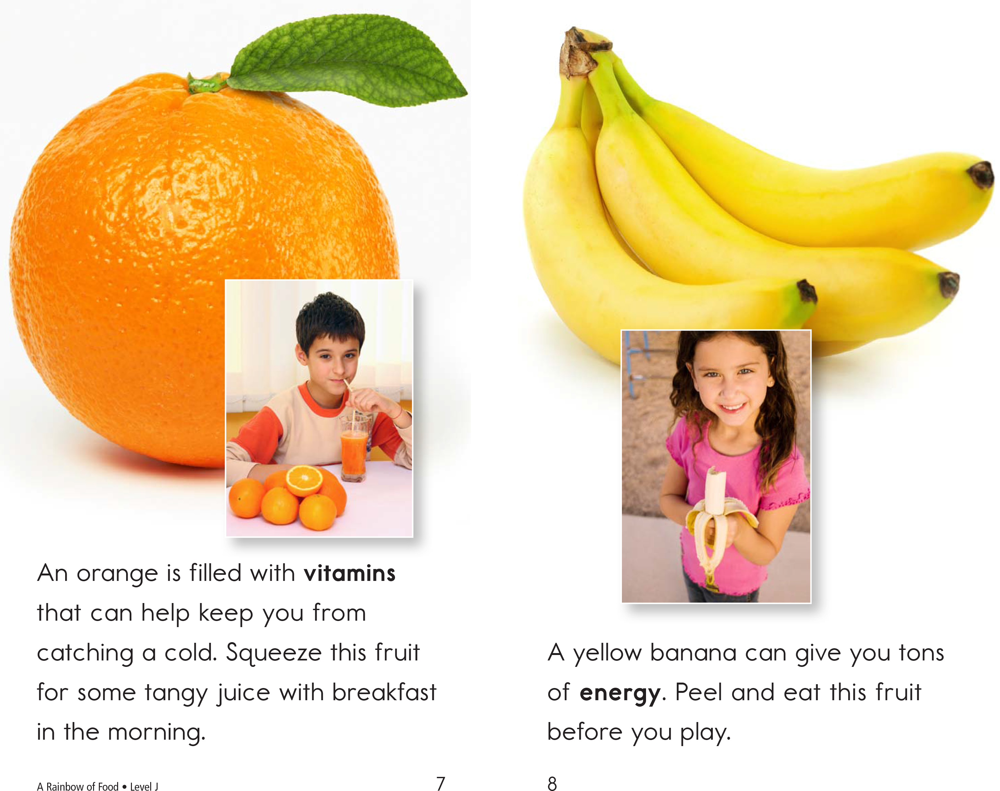 An orange is filled with vitamins
that can help keep you from
catching a cold. Squeeze this fruit
for some tangy juice with breakfast
in the morning.
A Rainbow of Food • Level J
7
A yellow banana can give you tons
of energy. Peel and eat this fruit
before you play.
8